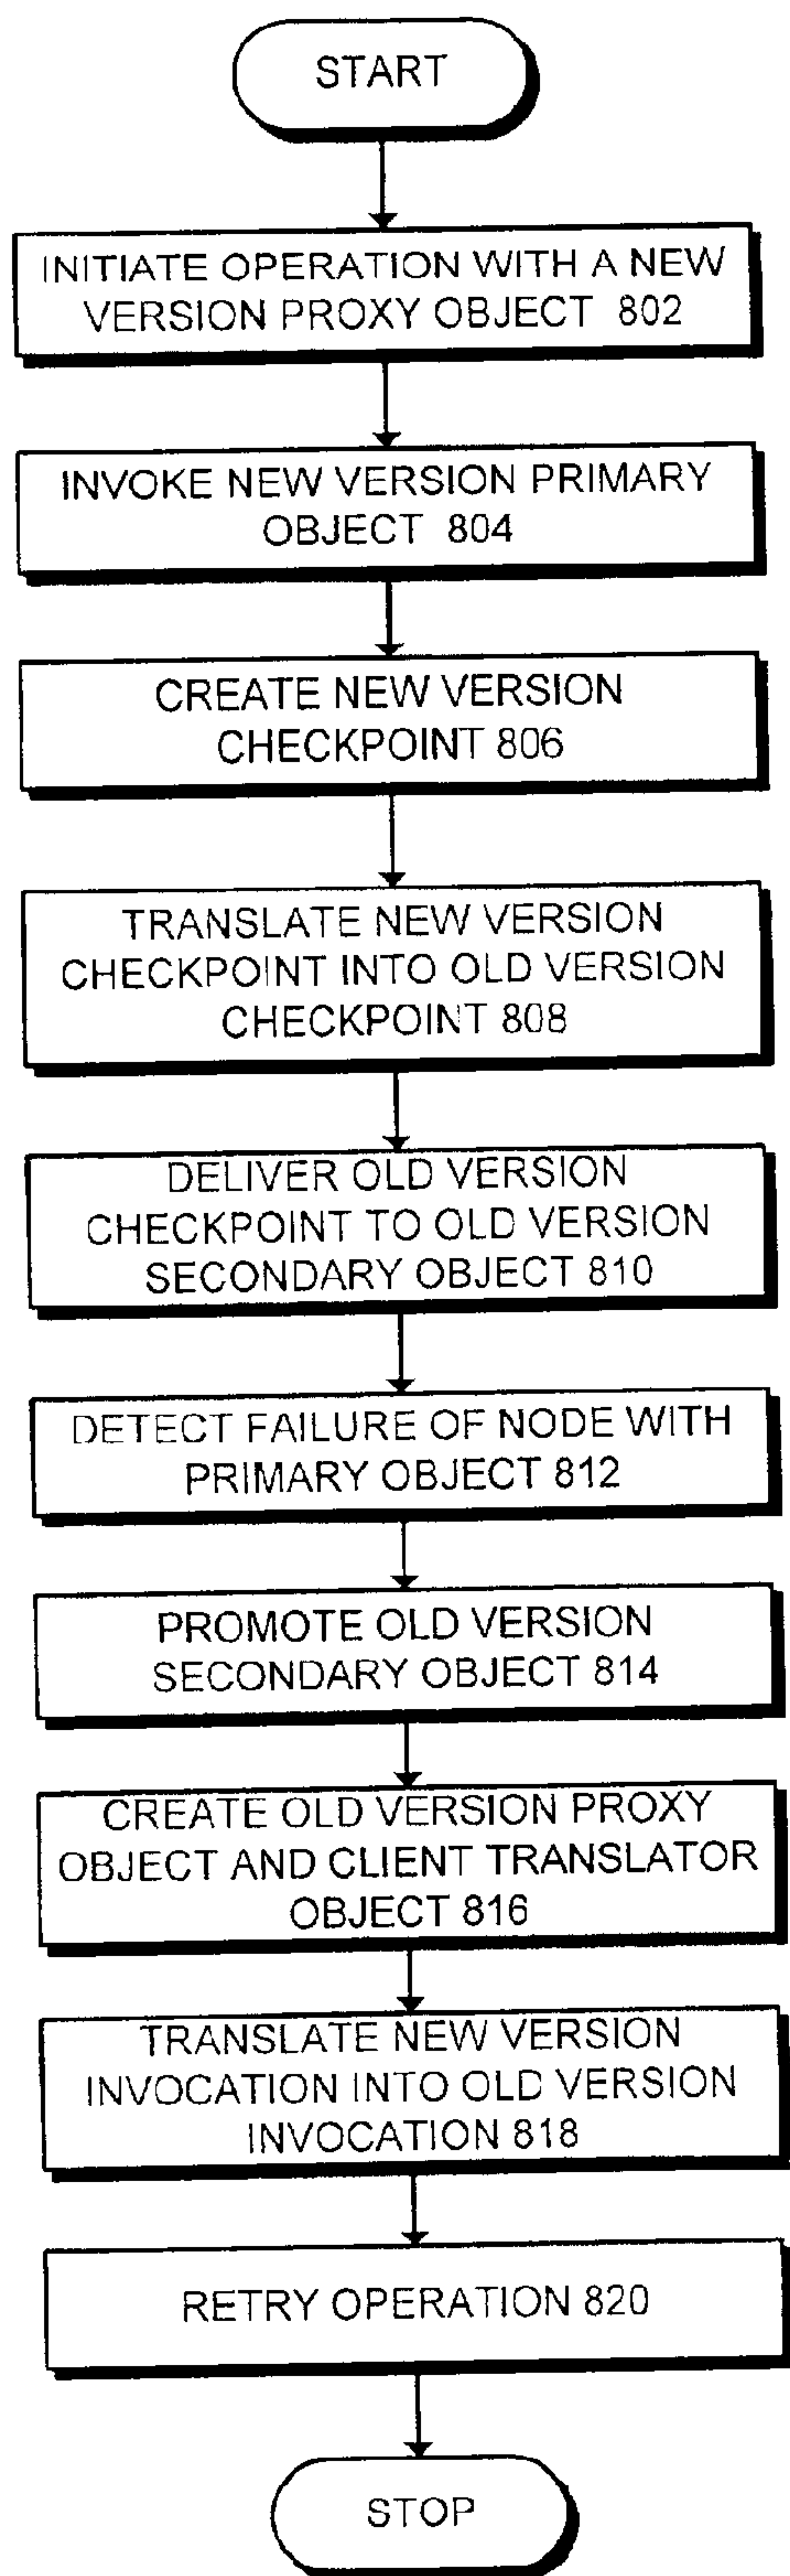 START
INITIATE OPERATION WITH A NEW
VERSION PROXY OBJECT 802
INVOKE NEW VERSION PRIMARY
OBJECT 804
CREATE NEW VERSION
CHECKPOINT 806
TRANSLATE NEW VERSION
CHECKPOINT INTO OLD VERSION
CHECKPOINT 808
DELIVER OLD VERSION
CHECKPOINT TO OLD VERSION
SECONDARY OBJECT 810
DETECT FAILURE OF NODE WITH
PRIMARY OBJECT 812
PROMOTE OLD VERSION
SECONDARY OBJECT 814
CREATE OLD VERSION PROXY
OBJECT AND CLIENT TRANSLATOR
OBJECT 816
TRANSLATE NEW VERSION
INVOCATION INTO OLD VERSION
INVOCATION 818
RETRY OPERATION 820
STOP